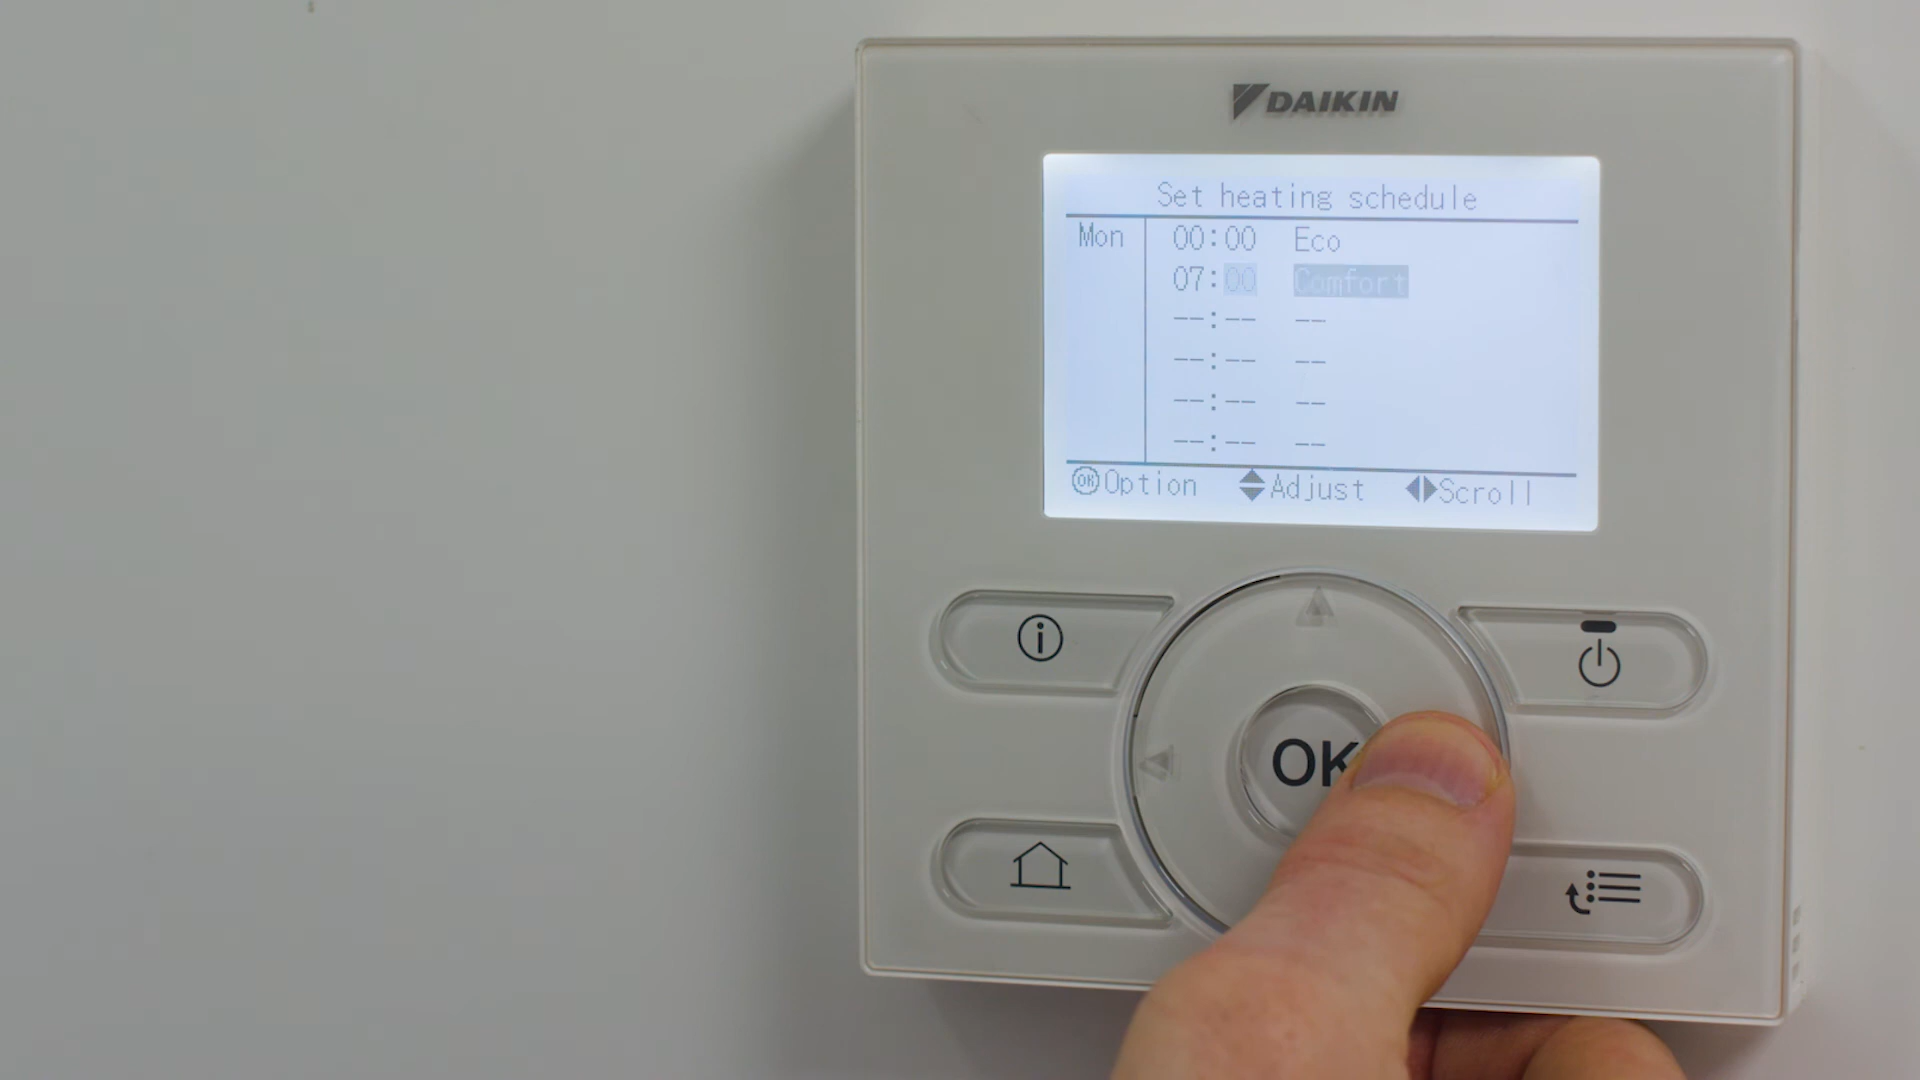 DAIKIN
Set heating schedule
Mon 00:00 Eco
07:00 Comfort
--:-- --
--:-- --
--:-- --
--:-- --
OK Option Adjust Scroll
OK